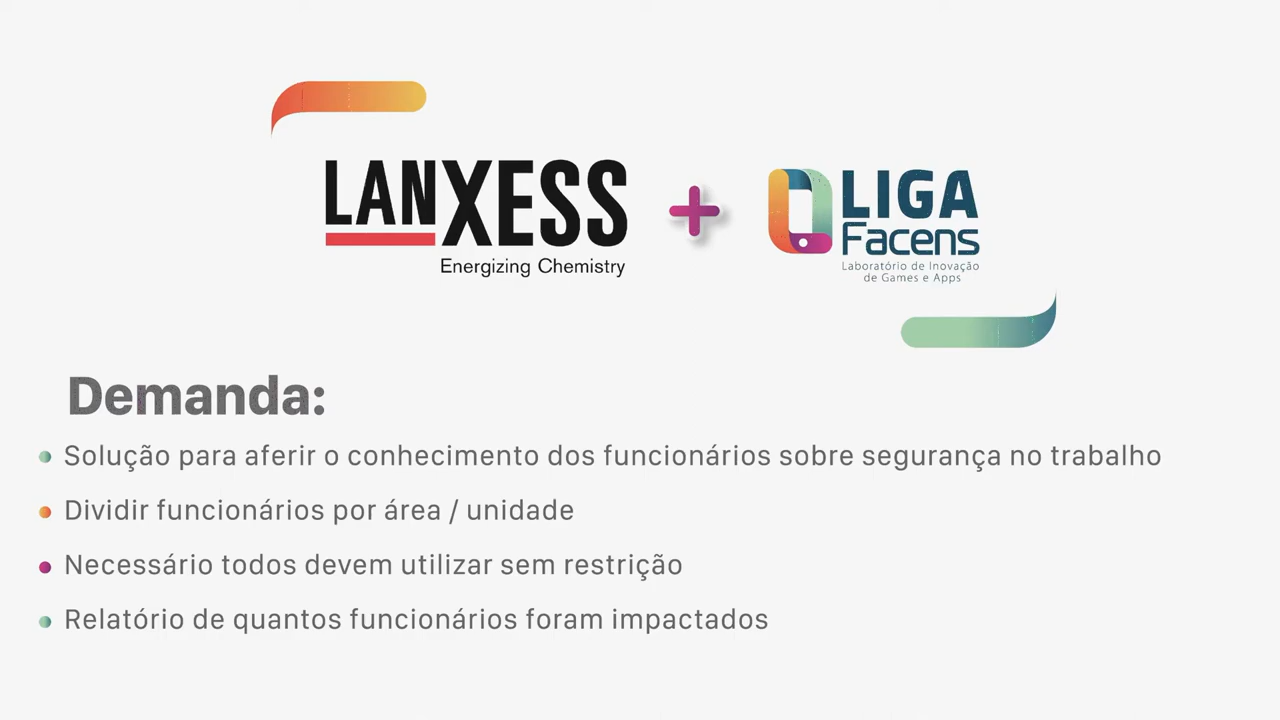 LANXESS
Energizing Chemistry
+
LIGA
Facens
Laboratório de Inovação
de Games e Apps
Demanda:
Solução para aferir o conhecimento dos funcionários sobre segurança no trabalho
Dividir funcionários por área / unidade
Necessário todos devem utilizar sem restrição
Relatório de quantos funcionários foram impactados